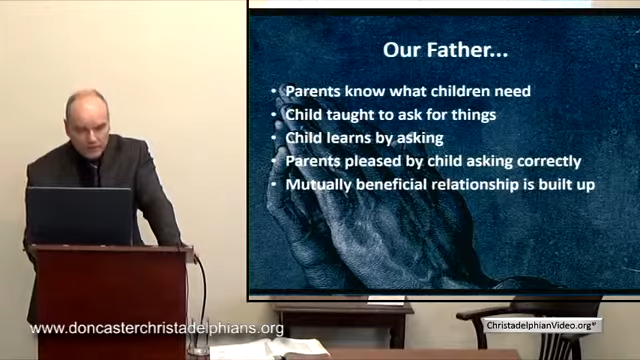 Our Father...
• Parents know what children need
• Child taught to ask for things
• Child learns by asking
• Parents pleased by child asking correctly
• Mutually beneficial relationship is built up
www.doncasterchristadelphians.org
ChristadelphianVideo.org